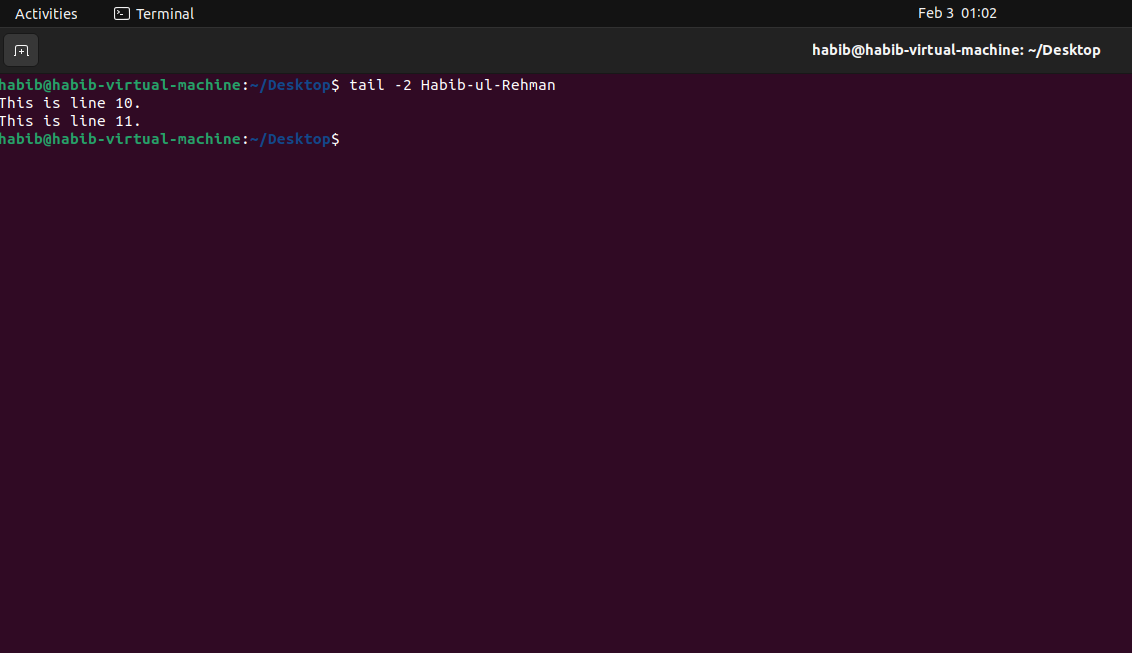 Activities Terminal Feb 3 01:02
habib@habib-virtual-machine: ~/Desktop
habib@habib-virtual-machine:~/Desktop$ tail -2 Habib-ul-Rehman
This is line 10.
This is line 11.
habib@habib-virtual-machine:~/Desktop$